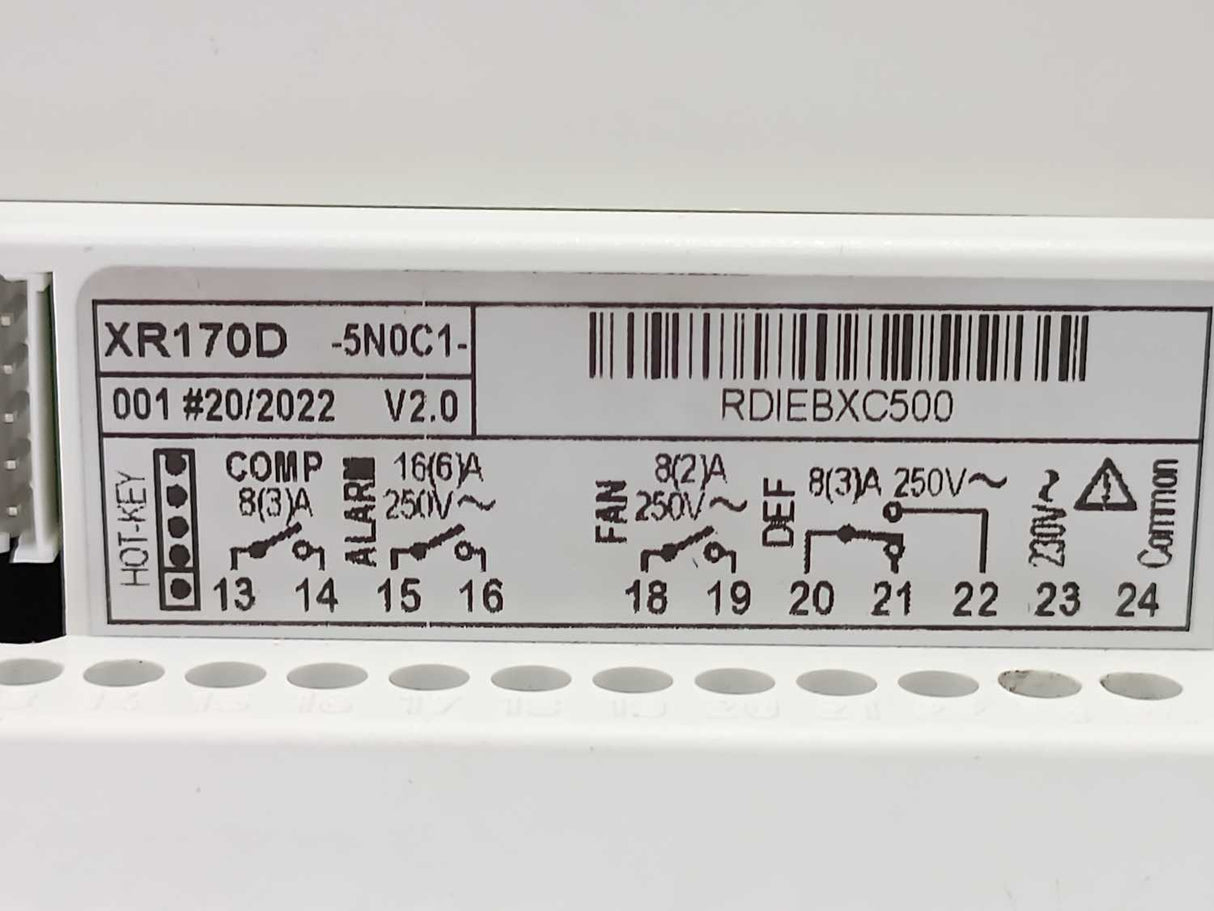 XR170D -5N0C1-
001 #20/2022 V2.0
RDIEBXC500
HOT-KEY
COMP
8(3)A
ALARM
16(6)A
250V~
FAN
8(2)A
250V~
DEF
8(3)A 250V~
230V~
Common
13 14 15 16 18 19 20 21 22 23 24